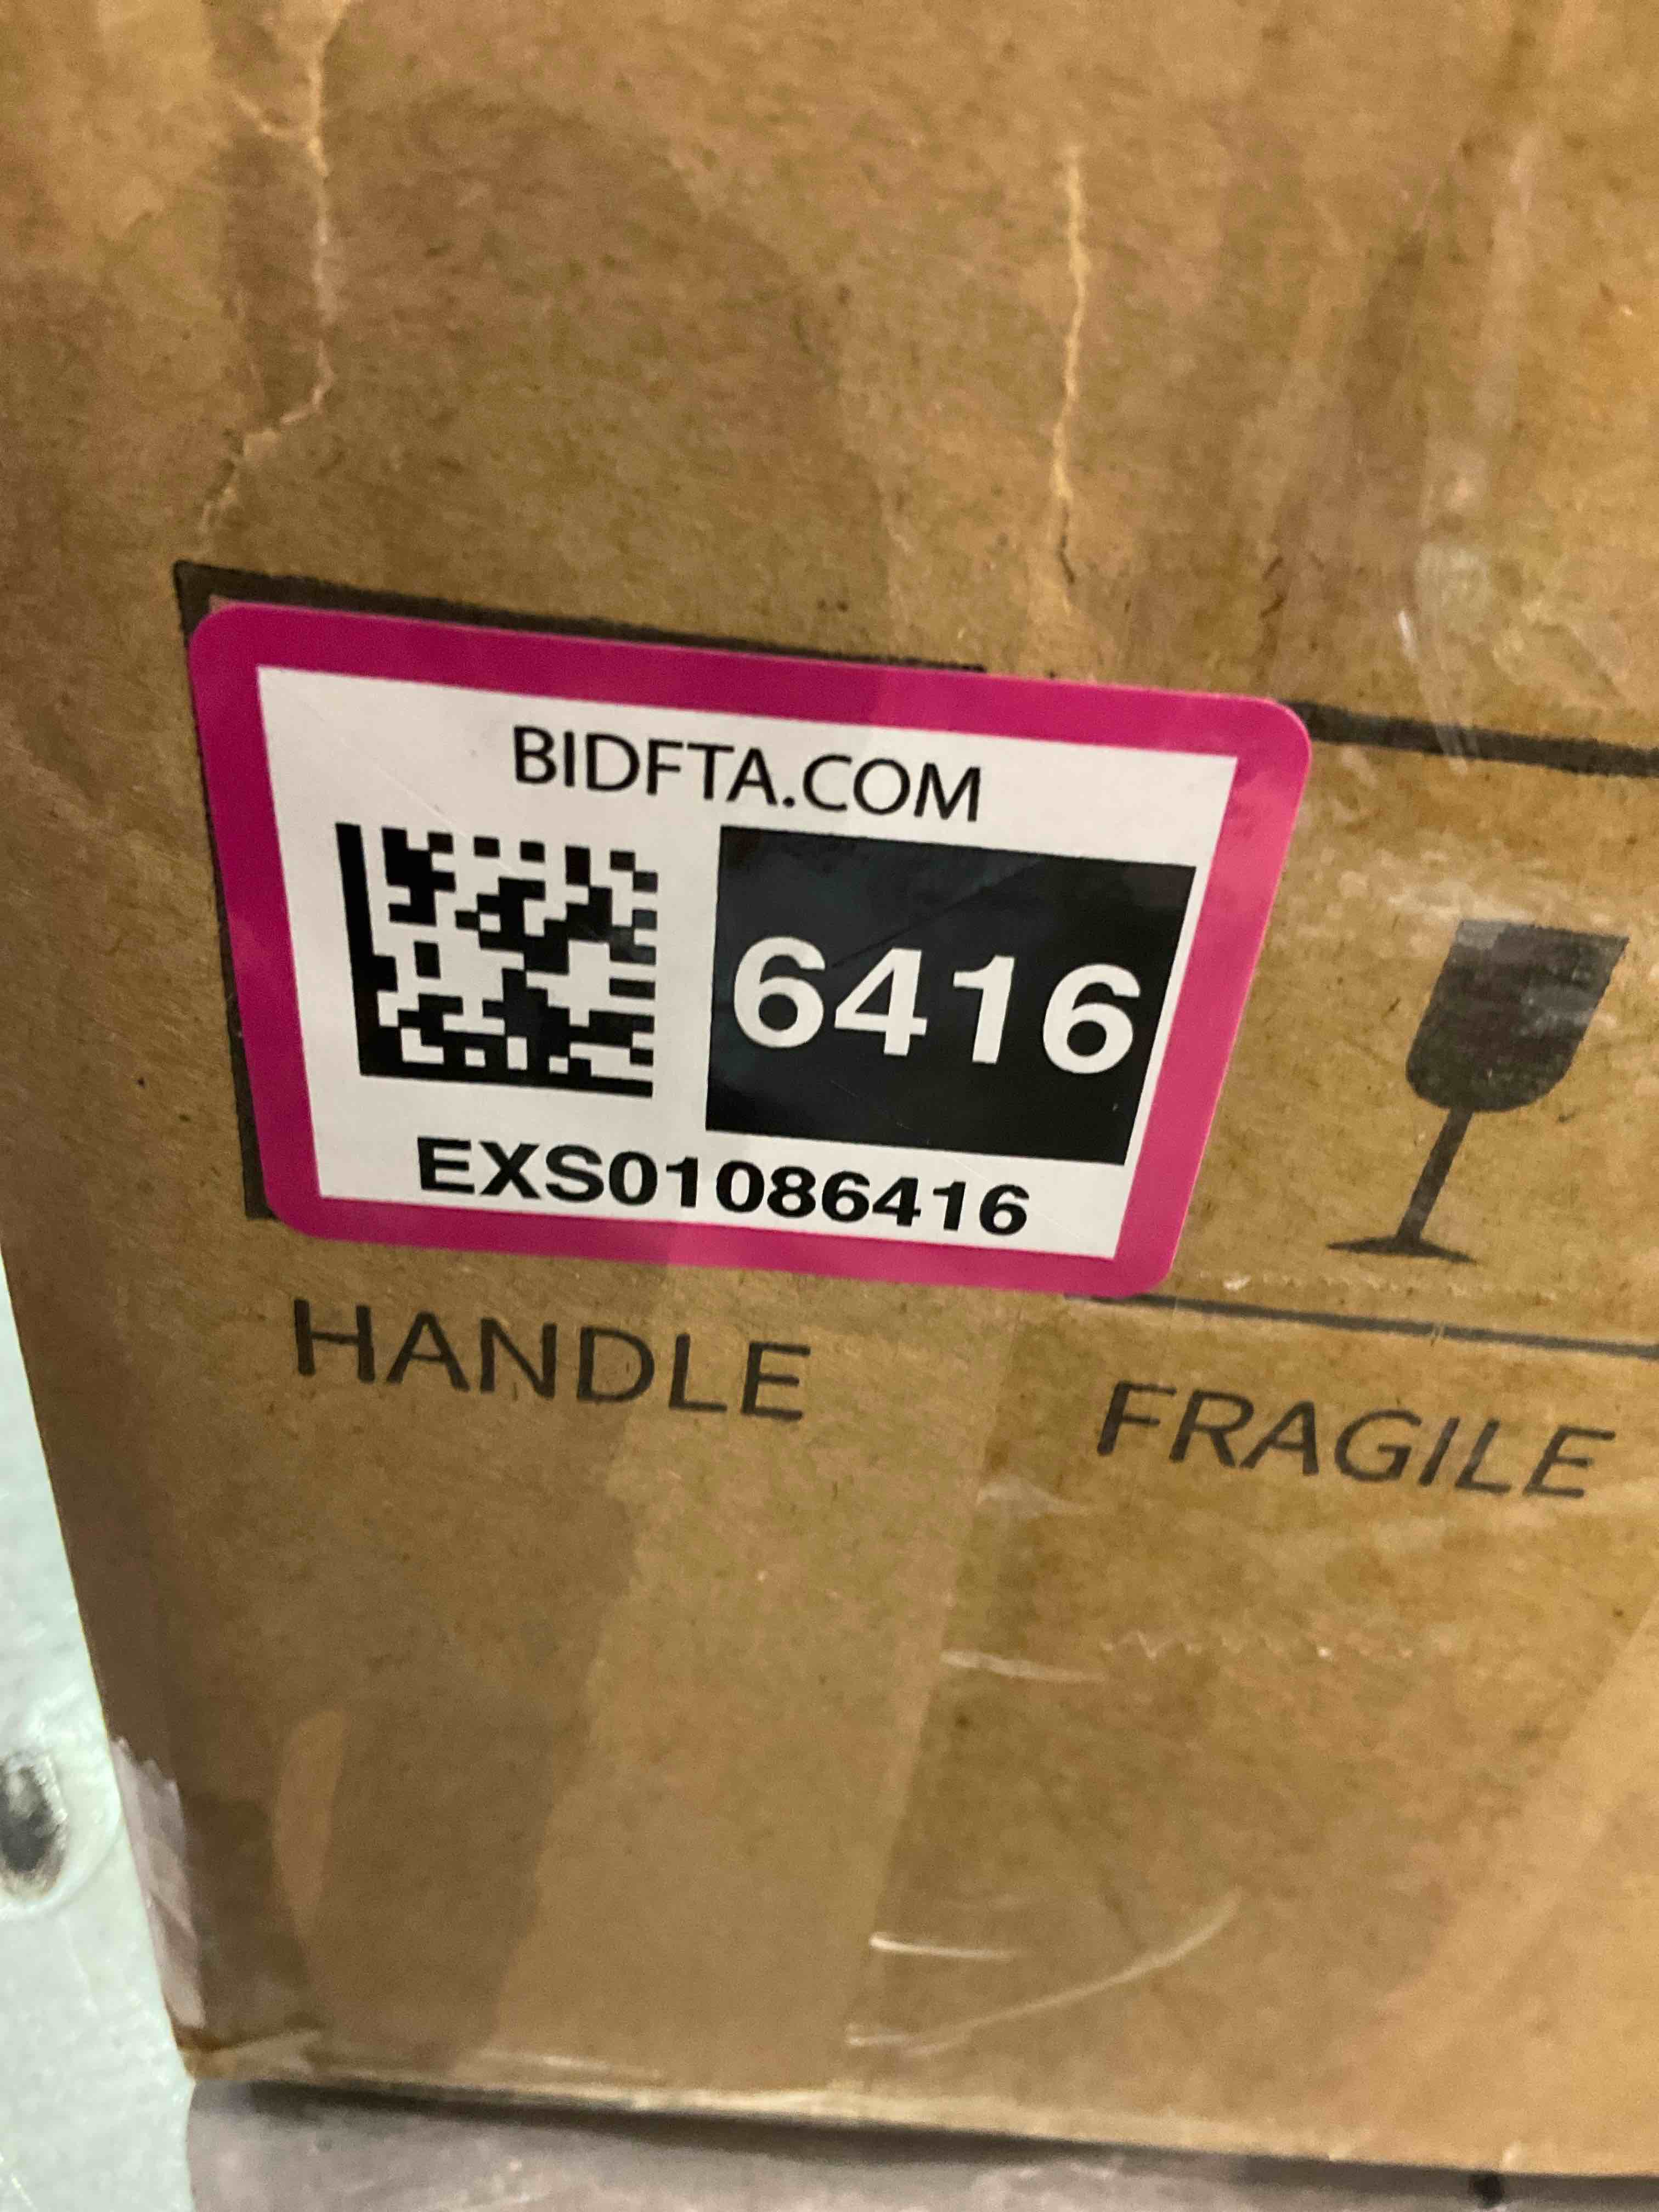 BIDFTA.COM
6416
EXS01086416
HANDLE
FRAGILE